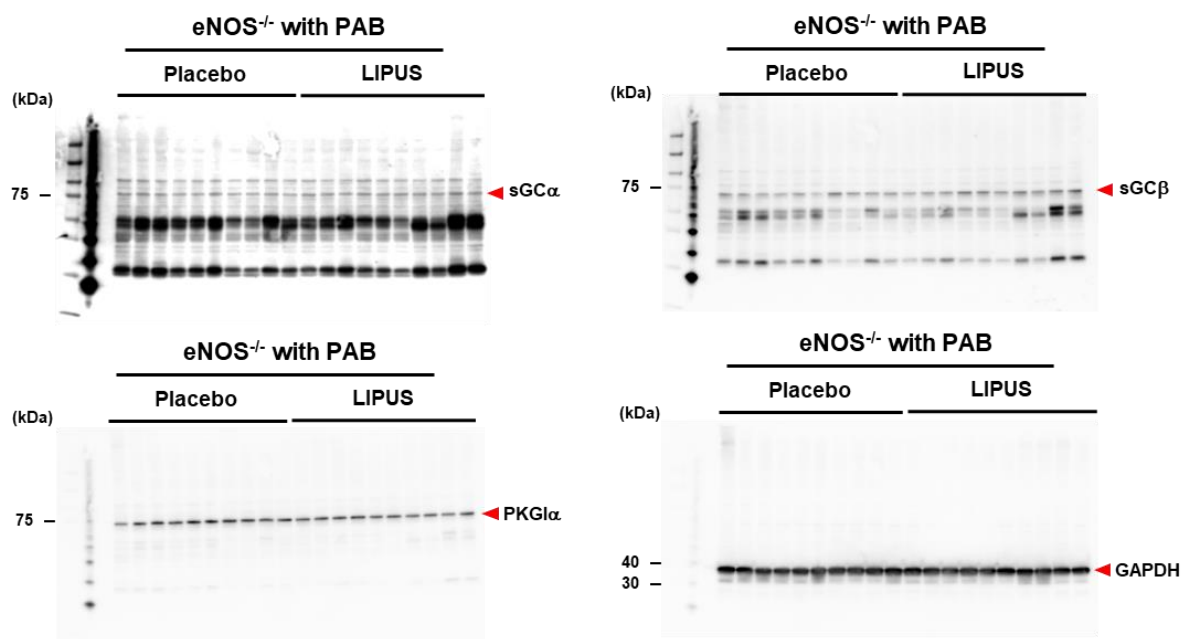 eNOS-/- with PAB
Placebo LIPUS
(kDa)
75
sGCα
eNOS-/- with PAB
Placebo LIPUS
(kDa)
75
sGCβ
eNOS-/- with PAB
Placebo LIPUS
(kDa)
75
PKGIα
eNOS-/- with PAB
Placebo LIPUS
(kDa)
40
30
GAPDH